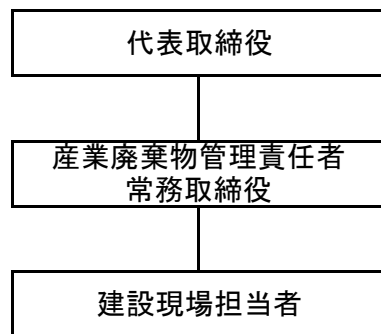 代表取締役
産業廃棄物管理責任者
常務取締役
建設現場担当者